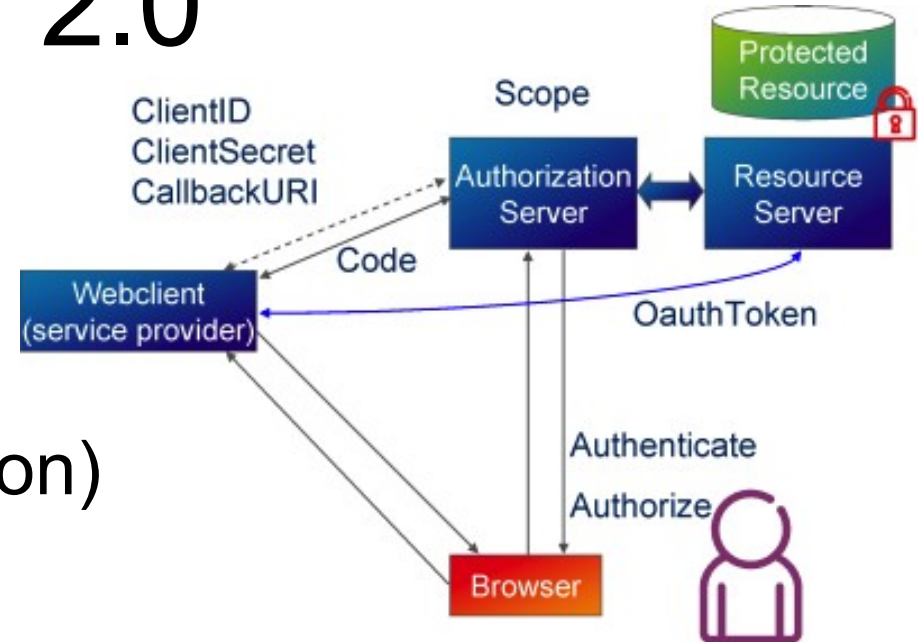 2.0
Protected
Resource
Scope
ClientID
ClientSecret
CallbackURI
Authorization
Server
Resource
Server
Code
Webclient
(service provider)
OauthToken
on)
Authenticate
Authorize
Browser